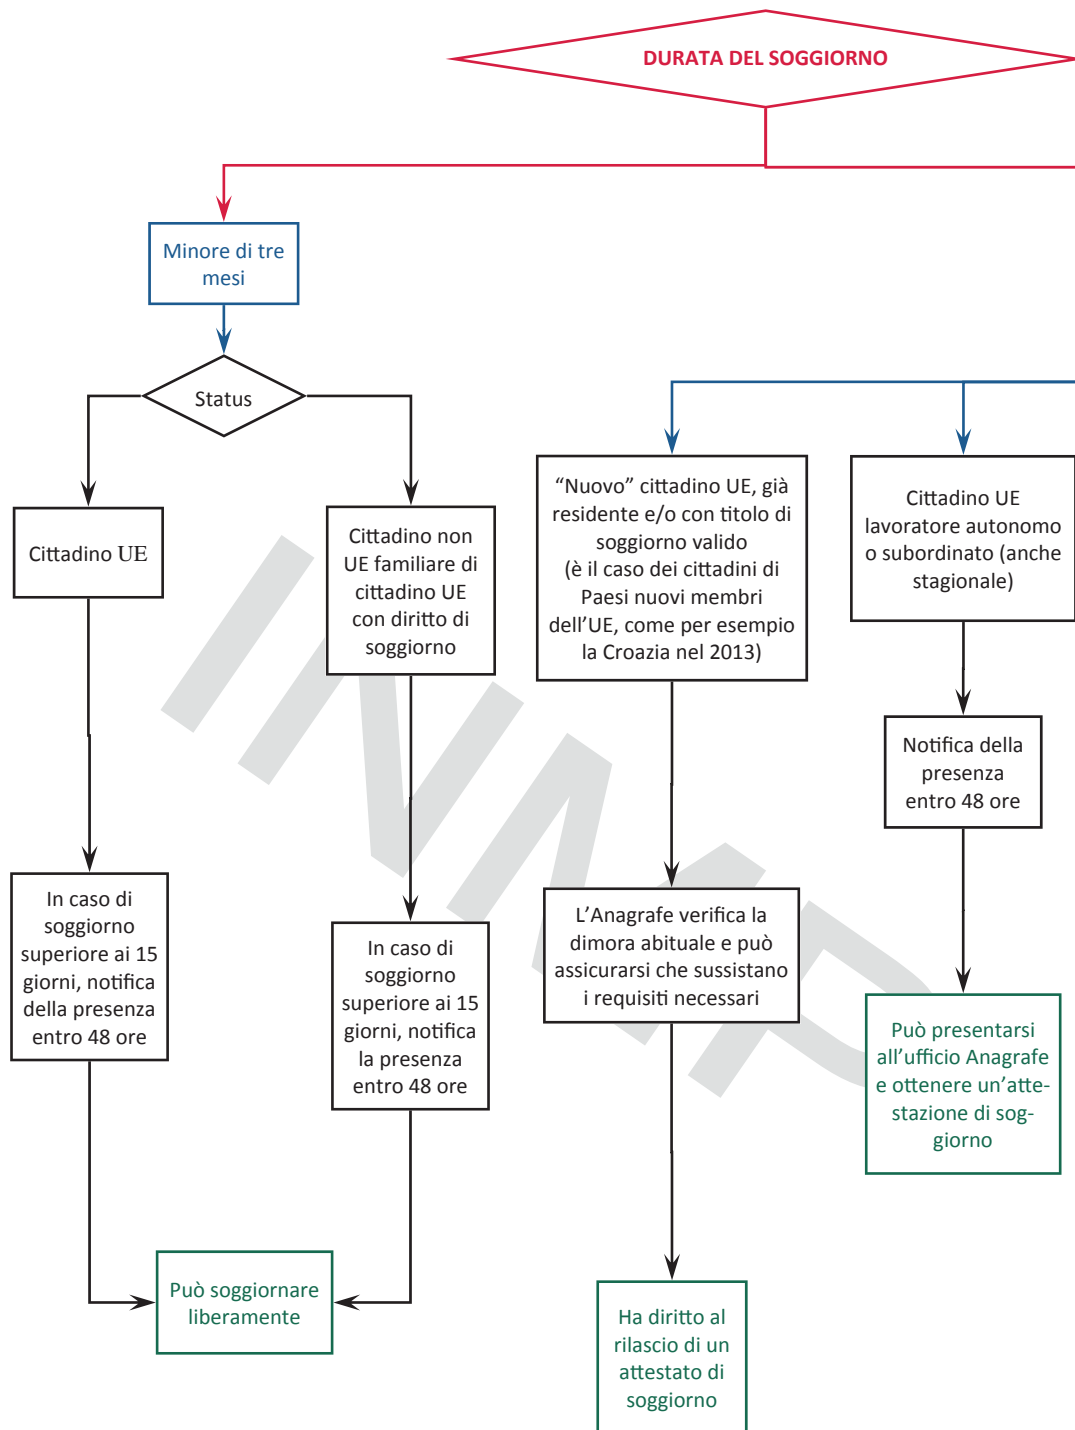 DURATA DEL SOGGIORNO
Minore di tre
mesi
Status
Cittadino UE
Cittadino non
UE familiare di
cittadino UE
con diritto di
soggiorno
"Nuovo" cittadino UE, già
residente e/o con titolo di
soggiorno valido
(è il caso dei cittadini di
Paesi nuovi membri
dell'UE, come per esempio
la Croazia nel 2013)
Cittadino UE
lavoratore autonomo
o subordinato (anche
stagionale)
Notifica della
presenza
entro 48 ore
In caso di
soggiorno
superiore ai 15
giorni, notifica
della presenza
entro 48 ore
In caso di
soggiorno
superiore ai 15
giorni, notifica
la presenza
entro 48 ore
L'Anagrafe verifica la
dimora abituale e può
assicurarsi che sussistano
i requisiti necessari
Può presentarsi
all'ufficio Anagrafe
e ottenere un'atte-
stazione di sog-
giorno
Può soggiornare
liberamente
Ha diritto al
rilascio di un
attestato di
soggiorno
INMP